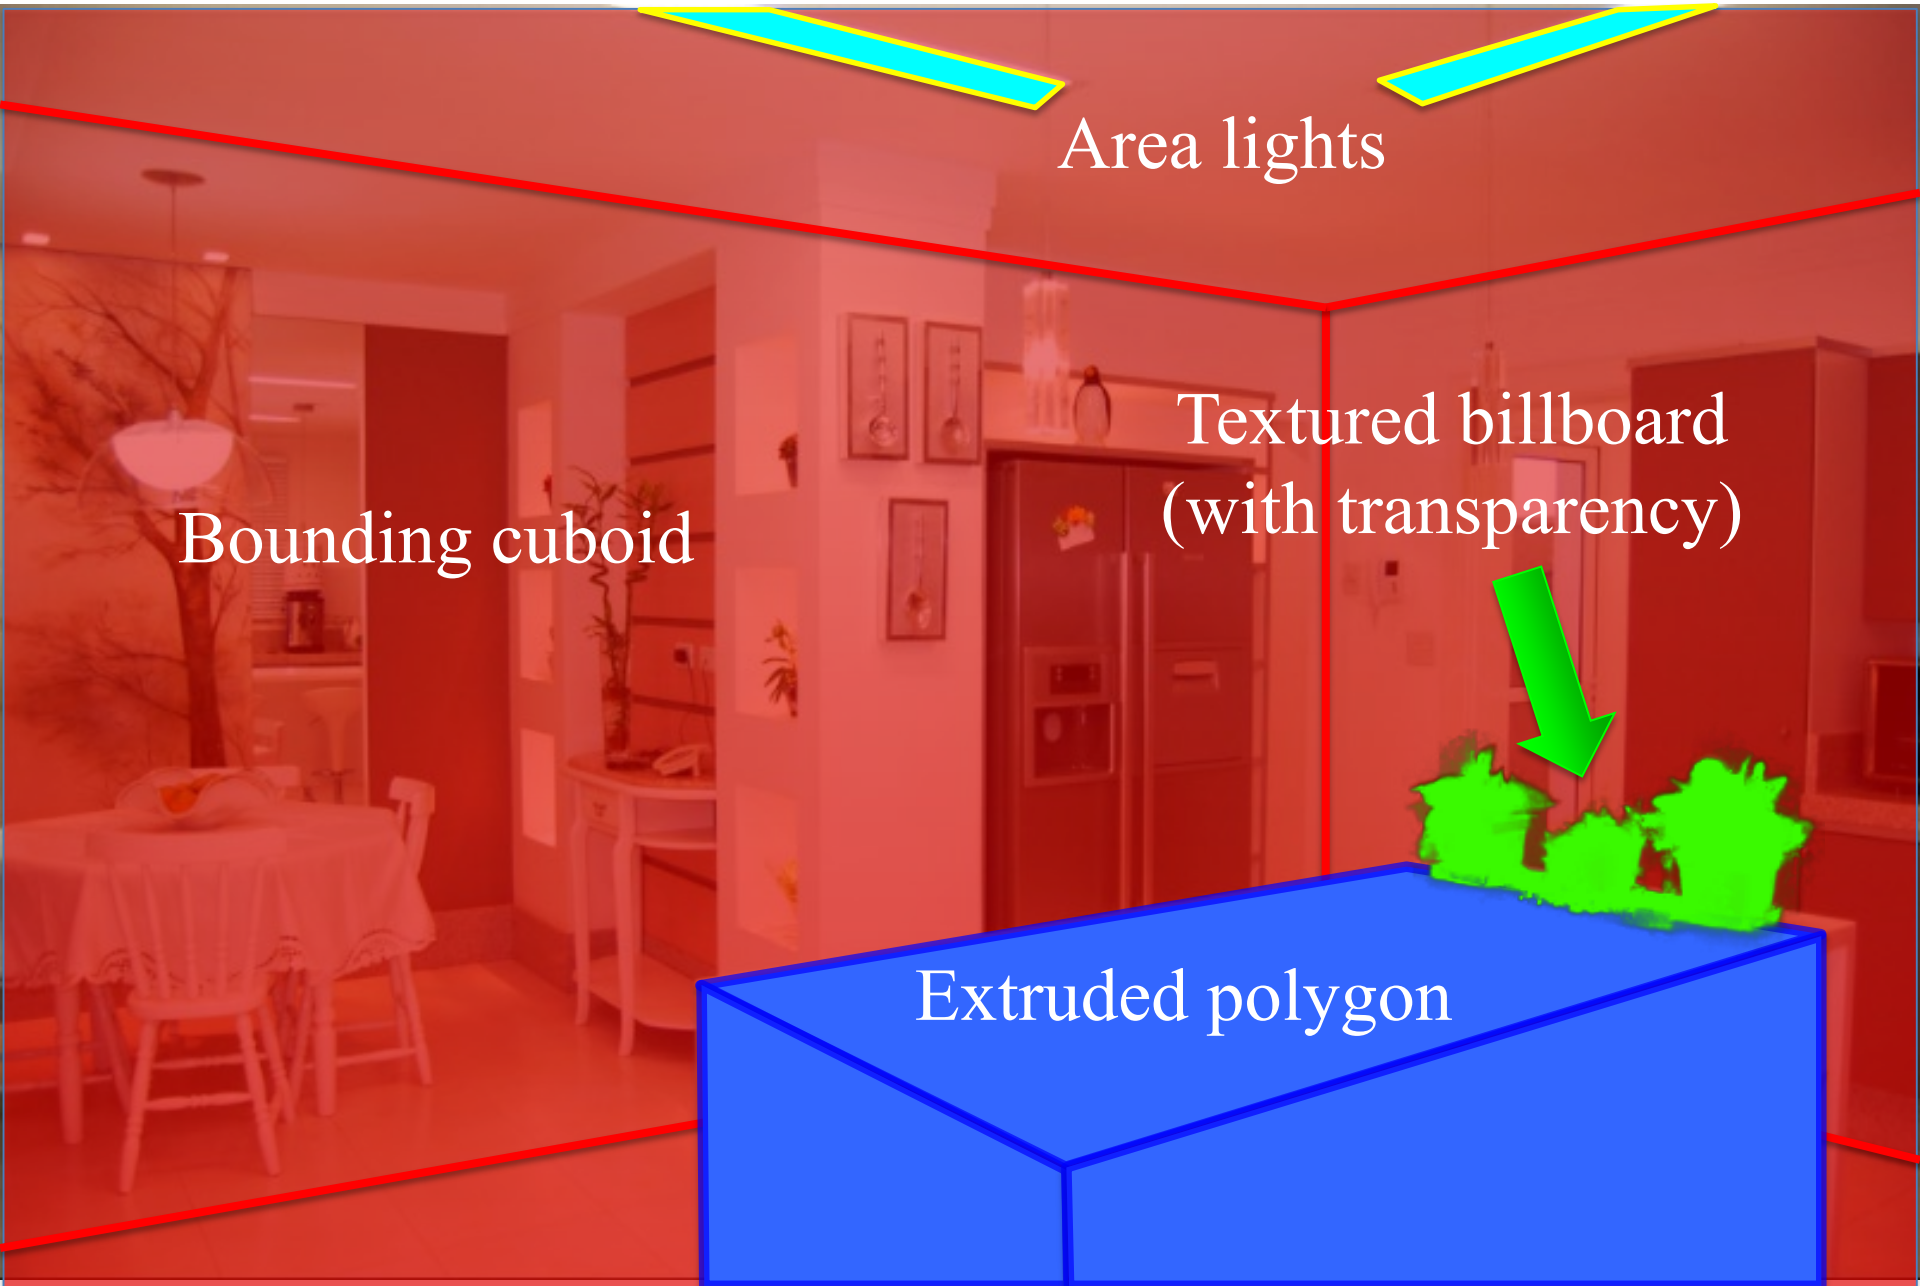 Area lights
Textured billboard
(with transparency)
Bounding cuboid
Extruded polygon